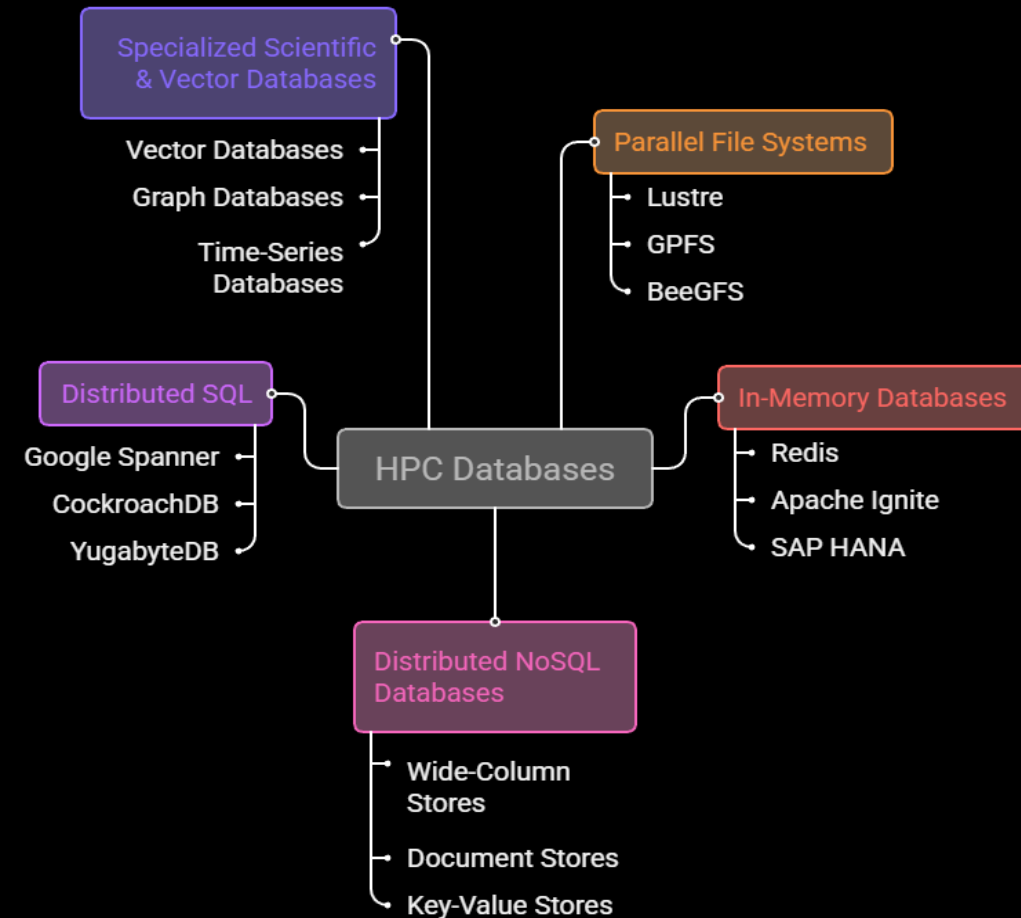 Specialized Scientific
& Vector Databases
Vector Databases
Graph Databases
Time-Series
Databases
Parallel File Systems
Lustre
GPFS
BeeGFS
Distributed SQL
Google Spanner
CockroachDB
YugabyteDB
HPC Databases
In-Memory Databases
Redis
Apache Ignite
SAP HANA
Distributed NoSQL
Databases
Wide-Column
Stores
Document Stores
Key-Value Stores